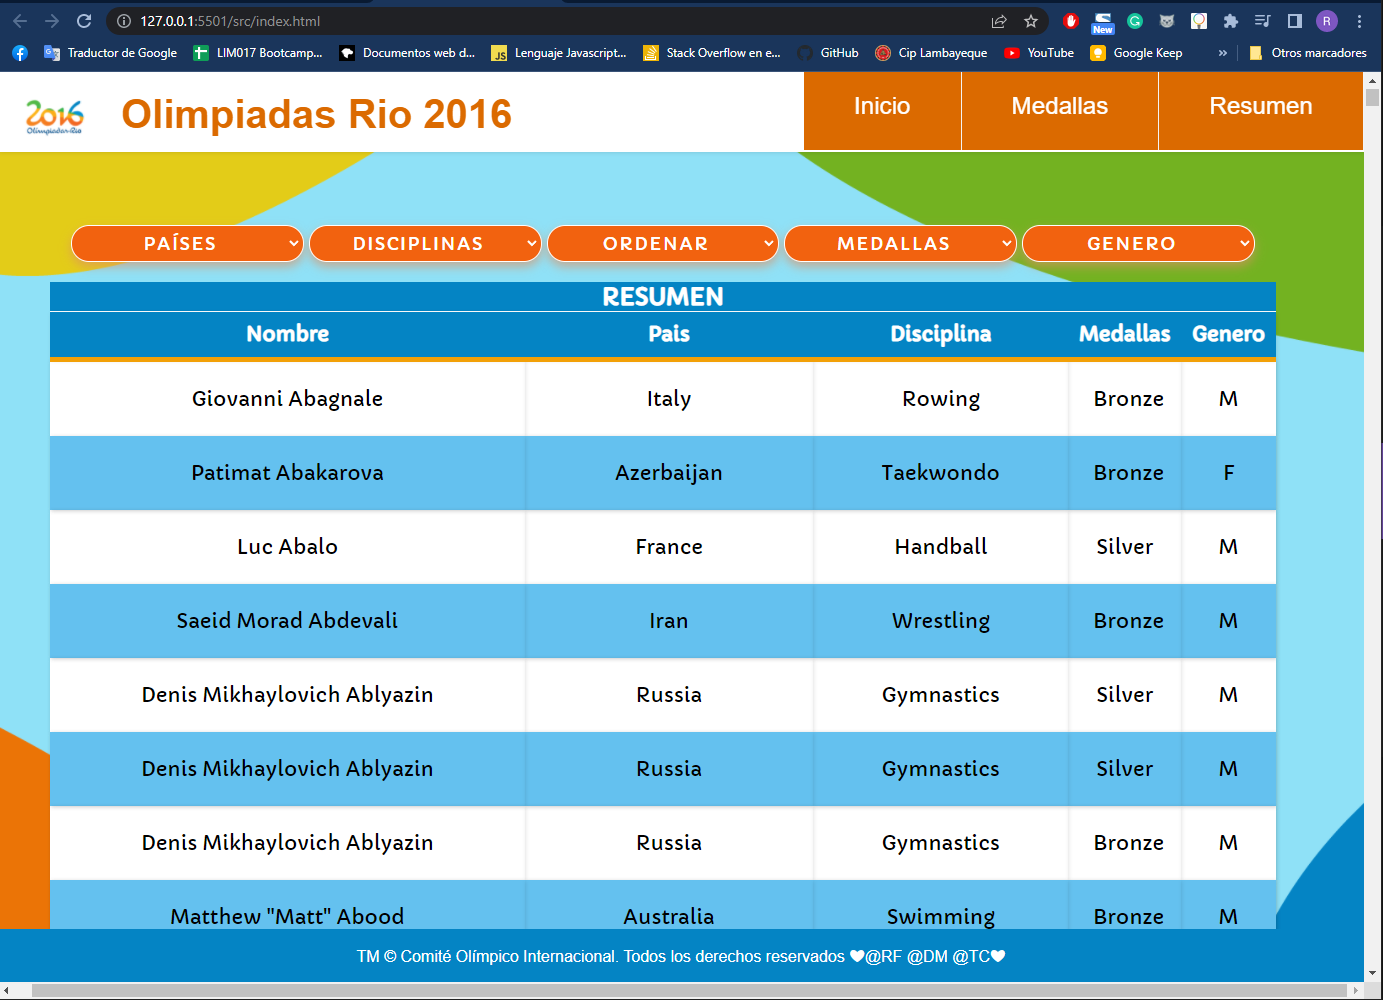 127.0.0.1:5501/src/index.html
R
New
Traductor de Google
LIM017 Bootcamp...
Documentos web d...
JS
Lenguaje Javascript...
Stack Overflow en e...
GitHub
Cip Lambayeque
YouTube
Google Keep
»
Otros marcadores
2016
Olimpiadas-Rio
Olimpiadas Rio 2016
Inicio
Medallas
Resumen
PAÍSES
DISCIPLINAS
ORDENAR
MEDALLAS
GENERO
RESUMEN
Nombre Pais Disciplina Medallas Genero
Giovanni Abagnale Italy Rowing Bronze M
Patimat Abakarova Azerbaijan Taekwondo Bronze F
Luc Abalo France Handball Silver M
Saeid Morad Abdevali Iran Wrestling Bronze M
Denis Mikhaylovich Ablyazin Russia Gymnastics Silver M
Denis Mikhaylovich Ablyazin Russia Gymnastics Silver M
Denis Mikhaylovich Ablyazin Russia Gymnastics Bronze M
Matthew "Matt" Abood Australia Swimming Bronze M
TM © Comité Olímpico Internacional. Todos los derechos reservados ❤@RF @DM @TC❤